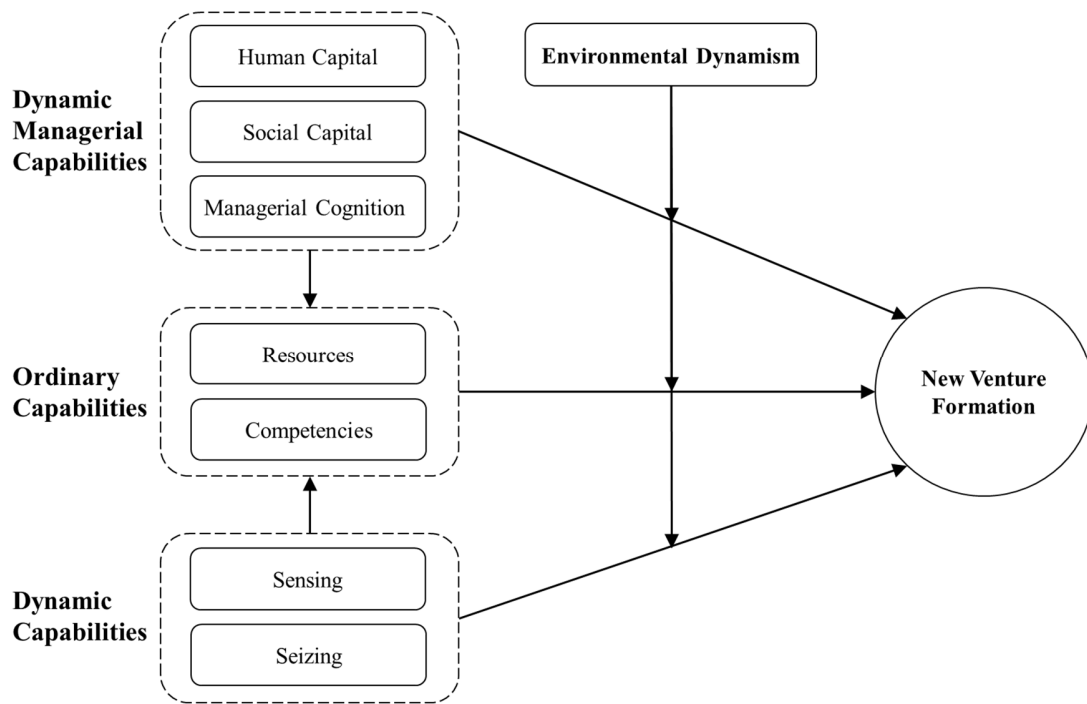 Dynamic
Managerial
Capabilities
Human Capital
Social Capital
Managerial Cognition
Environmental Dynamism
Ordinary
Capabilities
Resources
Competencies
New Venture
Formation
Dynamic
Capabilities
Sensing
Seizing